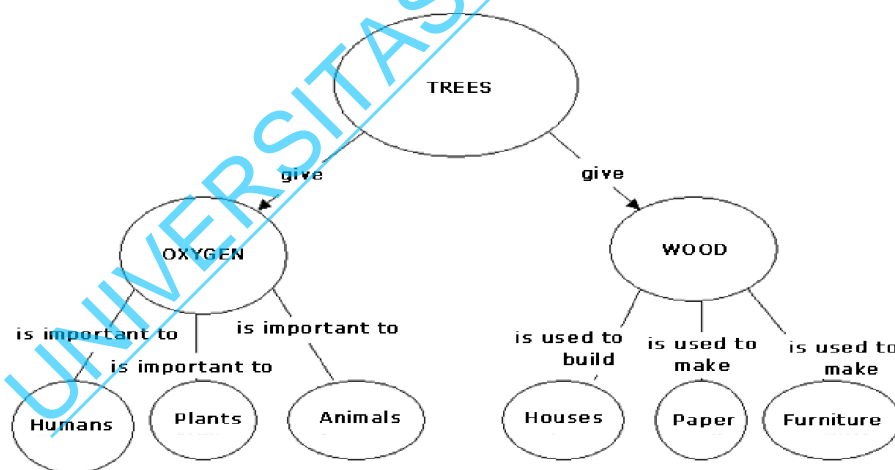 TREES
give
give
OXYGEN
WOOD
is important to
is important to
is important to
is used to
build
is used to
make
is used to
make
Humans
Plants
Animals
Houses
Paper
Furniture
UNIVERSITAS